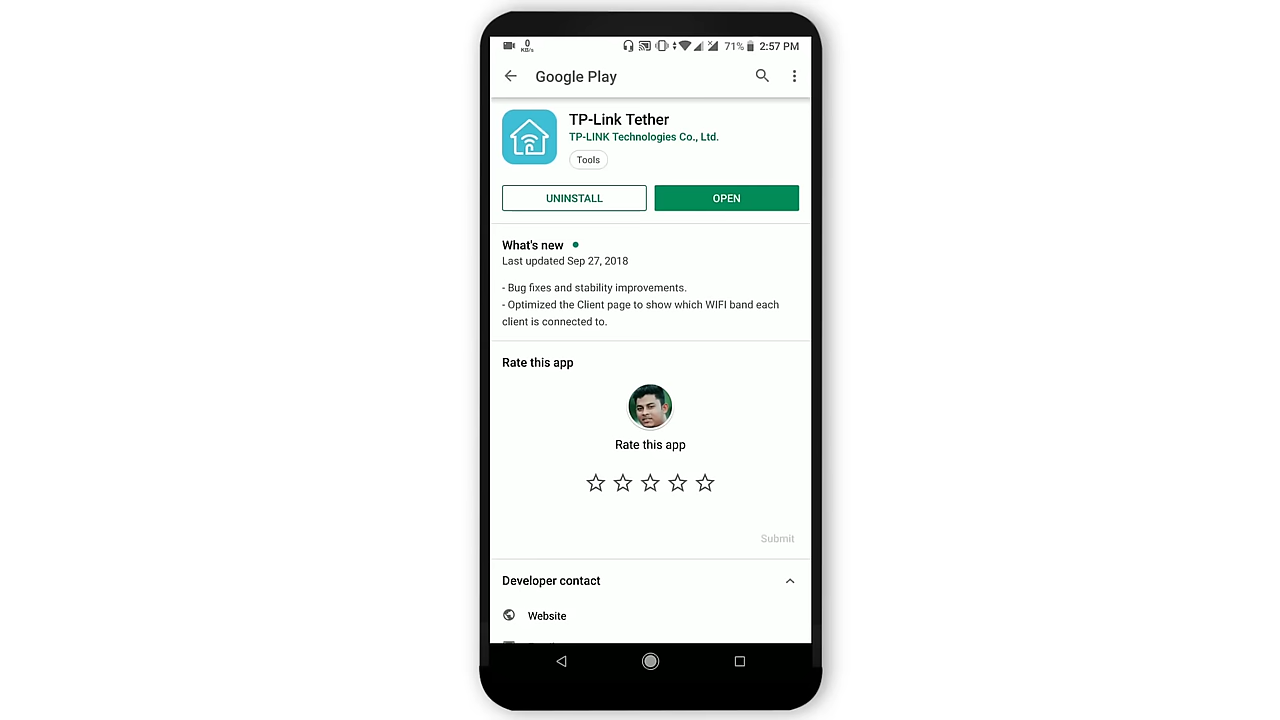 0
KB/s
71%
2:57 PM
Google Play
TP-Link Tether
TP-LINK Technologies Co., Ltd.
Tools
UNINSTALL
OPEN
What's new
Last updated Sep 27, 2018
- Bug fixes and stability improvements.
- Optimized the Client page to show which WIFI band each
client is connected to.
Rate this app
Rate this app
Submit
Developer contact
Website